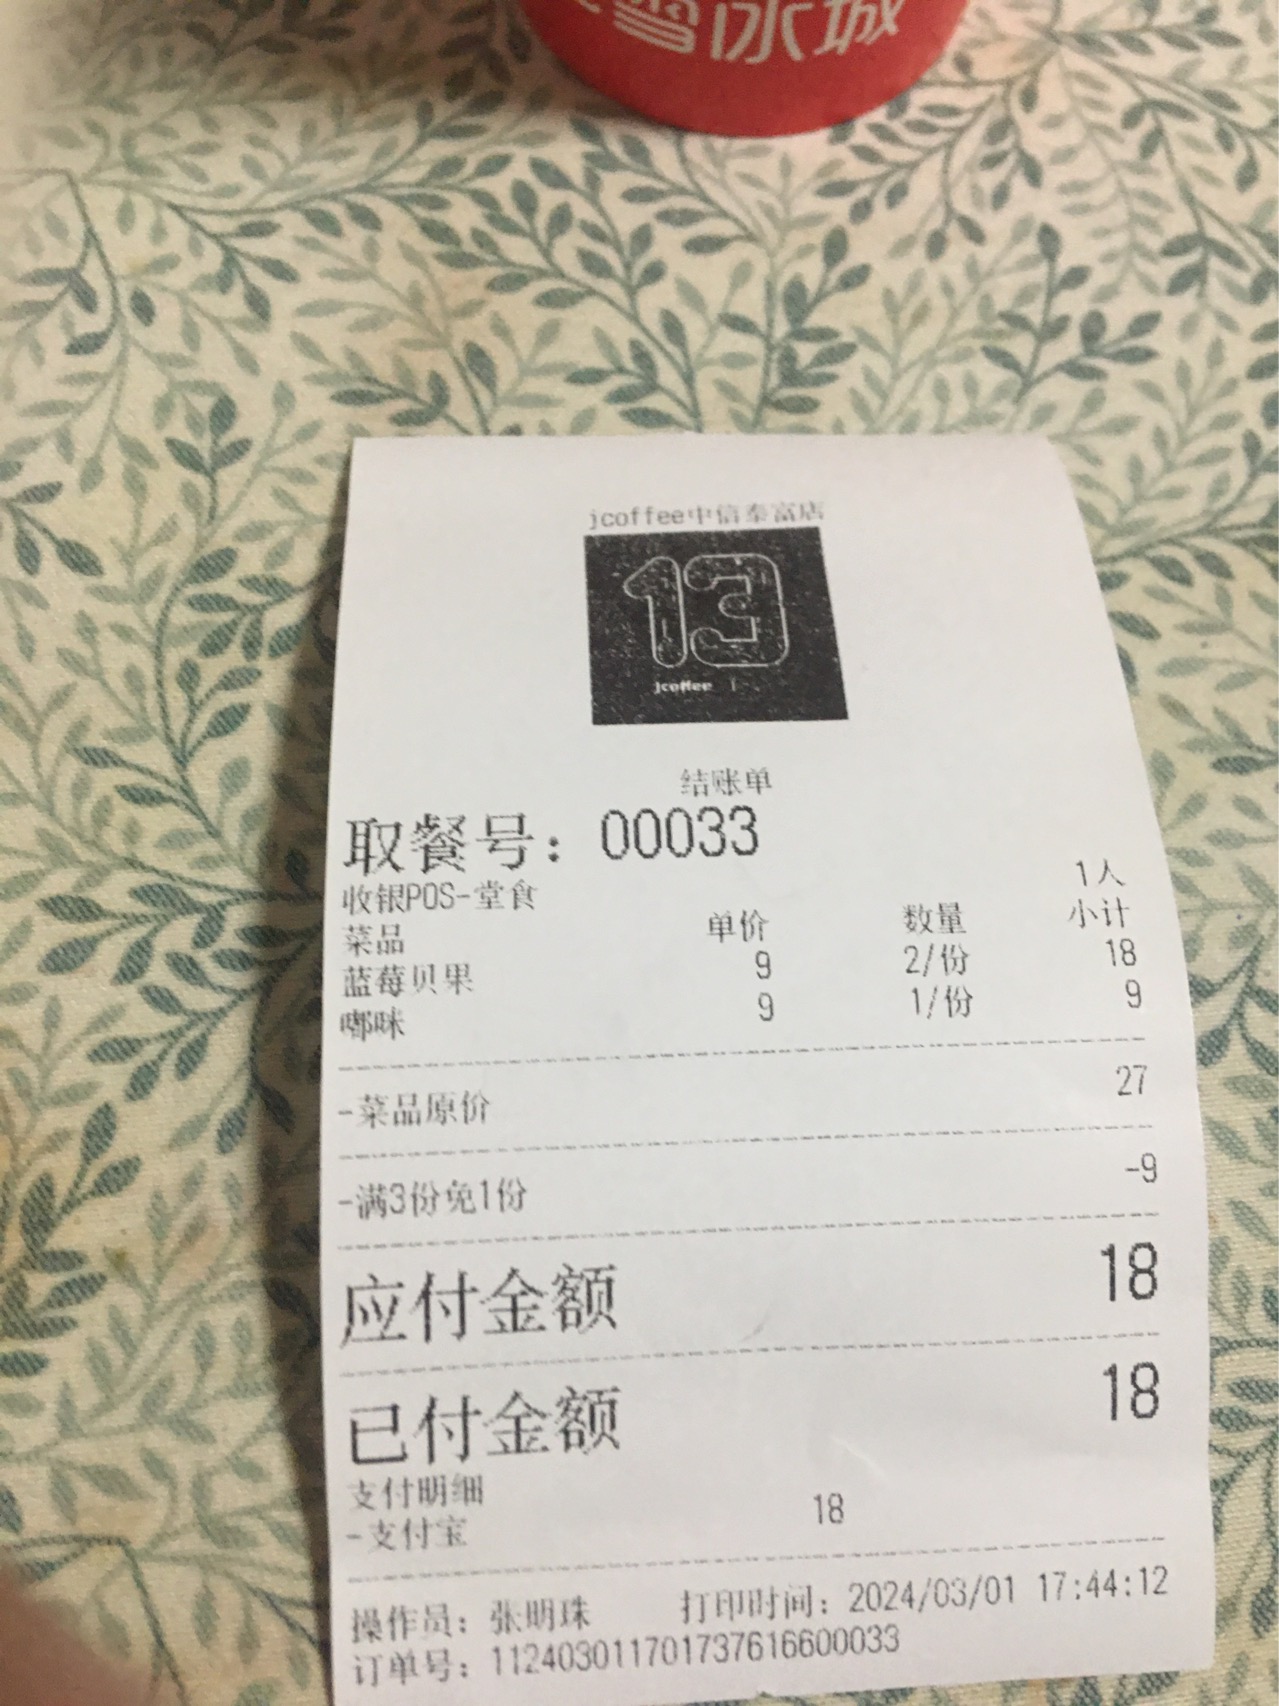 雪冰城
jcoffee中信泰富店
13
jcoffee
结账单
取餐号：00033
收银POS-堂食 1人
菜品 单价 数量 小计
蓝莓贝果 9 2/份 18
嘟咪 9 1/份 9
-菜品原价 27
-满3份免1份 -9
应付金额 18
已付金额 18
支付明细
-支付宝 18
操作员：张明珠 打印时间：2024/03/01 17:44:12
订单号：112403011701737616600033